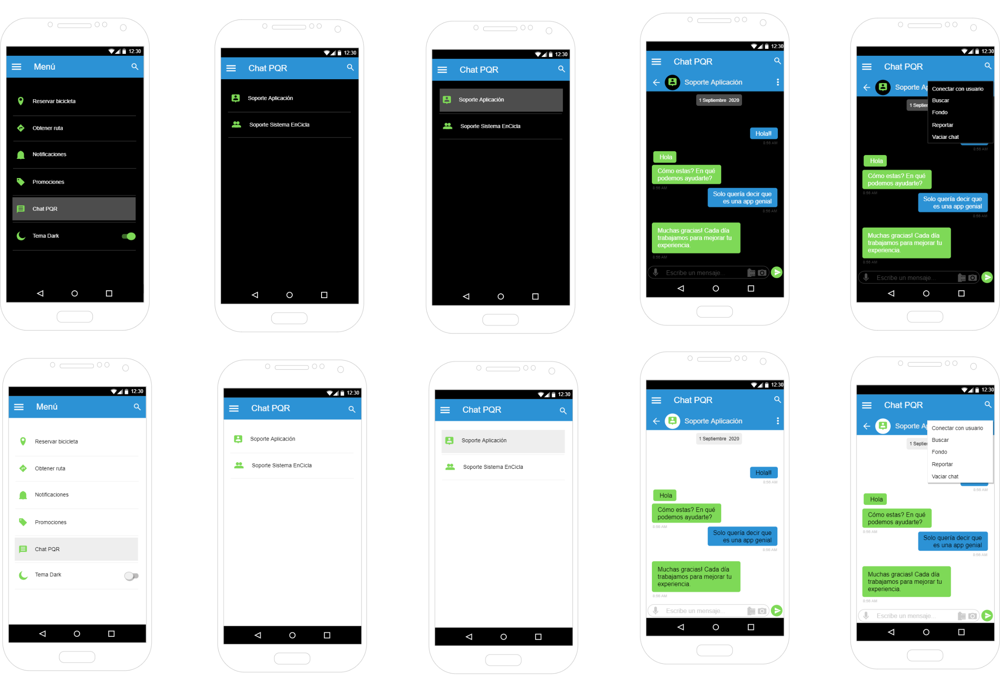 12:30
Menú
Reservar bicicleta
Obtener ruta
Notificaciones
Promociones
Chat PQR
Tema Dark
12:30
Chat PQR
Soporte Aplicación
Soporte Sistema EnCicla
12:30
Chat PQR
Soporte Aplicación
Soporte Sistema EnCicla
12:30
Chat PQR
Soporte Aplicación
1 Septiembre 2020
Hola!!
8:56 AM
Hola
Cómo estas? En qué
podemos ayudarte?
8:56 AM
Solo quería decir que
es una app genial
8:56 AM
Muchas gracias! Cada día
trabajamos para mejorar tu
experiencia.
8:56 AM
Escribe un mensaje...
12:30
Chat PQR
Soporte Ap
Conectar con usuario
Buscar
1 Septier
Fondo
Reportar
Vaciar chat
8:56 AM
Hola
Cómo estas? En qué
podemos ayudarte?
8:56 AM
Solo quería decir que
es una app genial
8:56 AM
Muchas gracias! Cada día
trabajamos para mejorar tu
experiencia.
8:56 AM
Escribe un mensaje...
12:30
Menú
Reservar bicicleta
Obtener ruta
Notificaciones
Promociones
Chat PQR
Tema Dark
12:30
Chat PQR
Soporte Aplicación
Soporte Sistema EnCicla
12:30
Chat PQR
Soporte Aplicación
Soporte Sistema EnCicla
12:30
Chat PQR
Soporte Aplicación
1 Septiembre 2020
Hola!!
8:56 AM
Hola
Cómo estas? En qué
podemos ayudarte?
8:56 AM
Solo quería decir que
es una app genial
8:56 AM
Muchas gracias! Cada día
trabajamos para mejorar tu
experiencia.
8:56 AM
Escribe un mensaje...
12:30
Chat PQR
Soporte Ap
Conectar con usuario
Buscar
1 Septier
Fondo
Reportar
Vaciar chat
8:56 AM
Hola
Cómo estas? En qué
podemos ayudarte?
8:56 AM
Solo quería decir que
es una app genial
8:56 AM
Muchas gracias! Cada día
trabajamos para mejorar tu
experiencia.
8:56 AM
Escribe un mensaje...